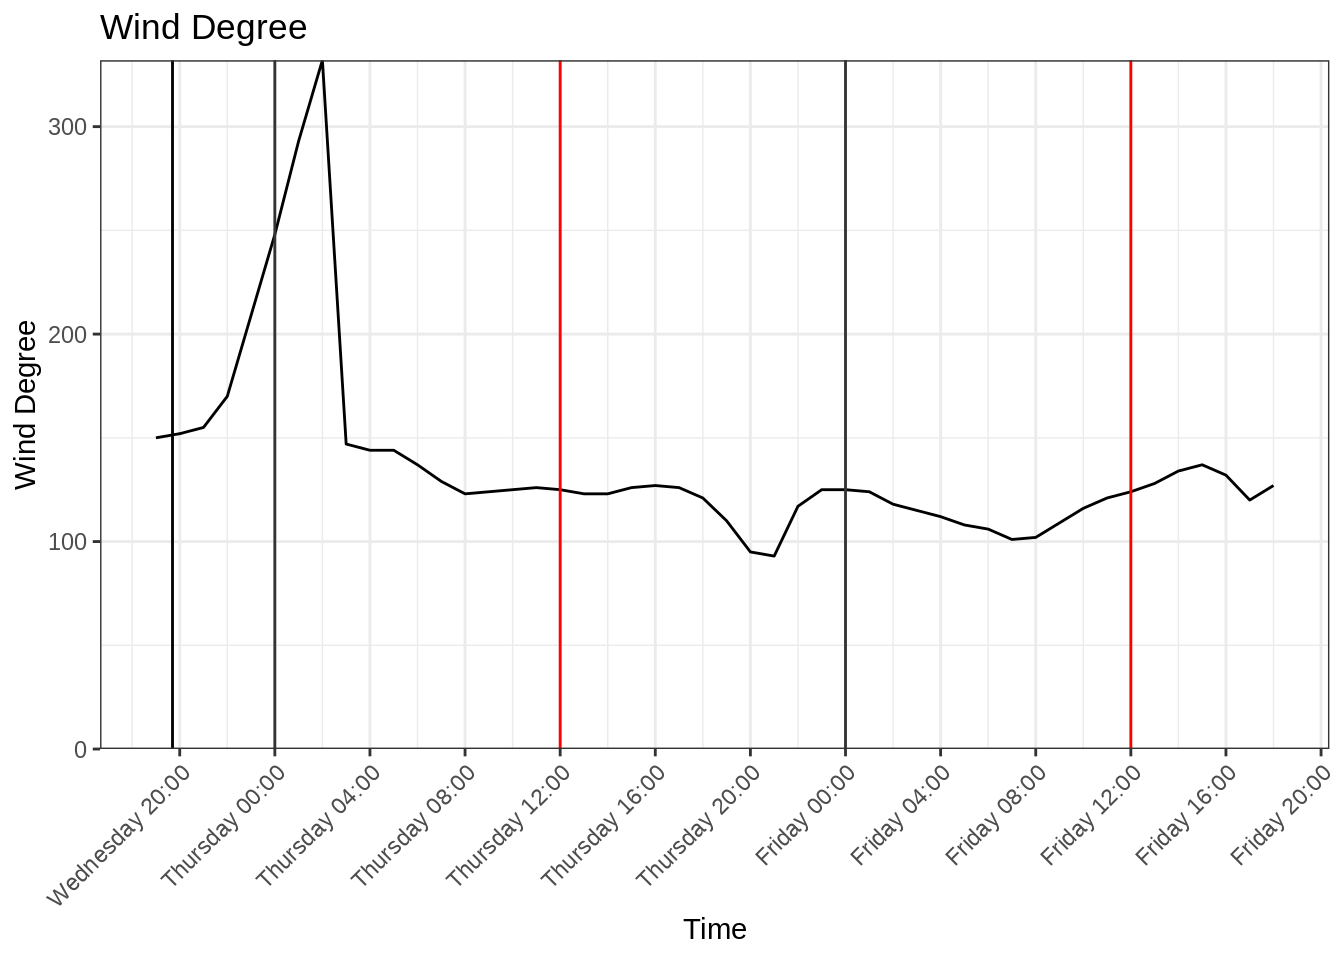 Wind Degree
Wind Degree
300
200
100
0
Wednesday 20:00
Thursday 00:00
Thursday 04:00
Thursday 08:00
Thursday 12:00
Thursday 16:00
Thursday 20:00
Friday 00:00
Friday 04:00
Friday 08:00
Friday 12:00
Friday 16:00
Friday 20:00
Time